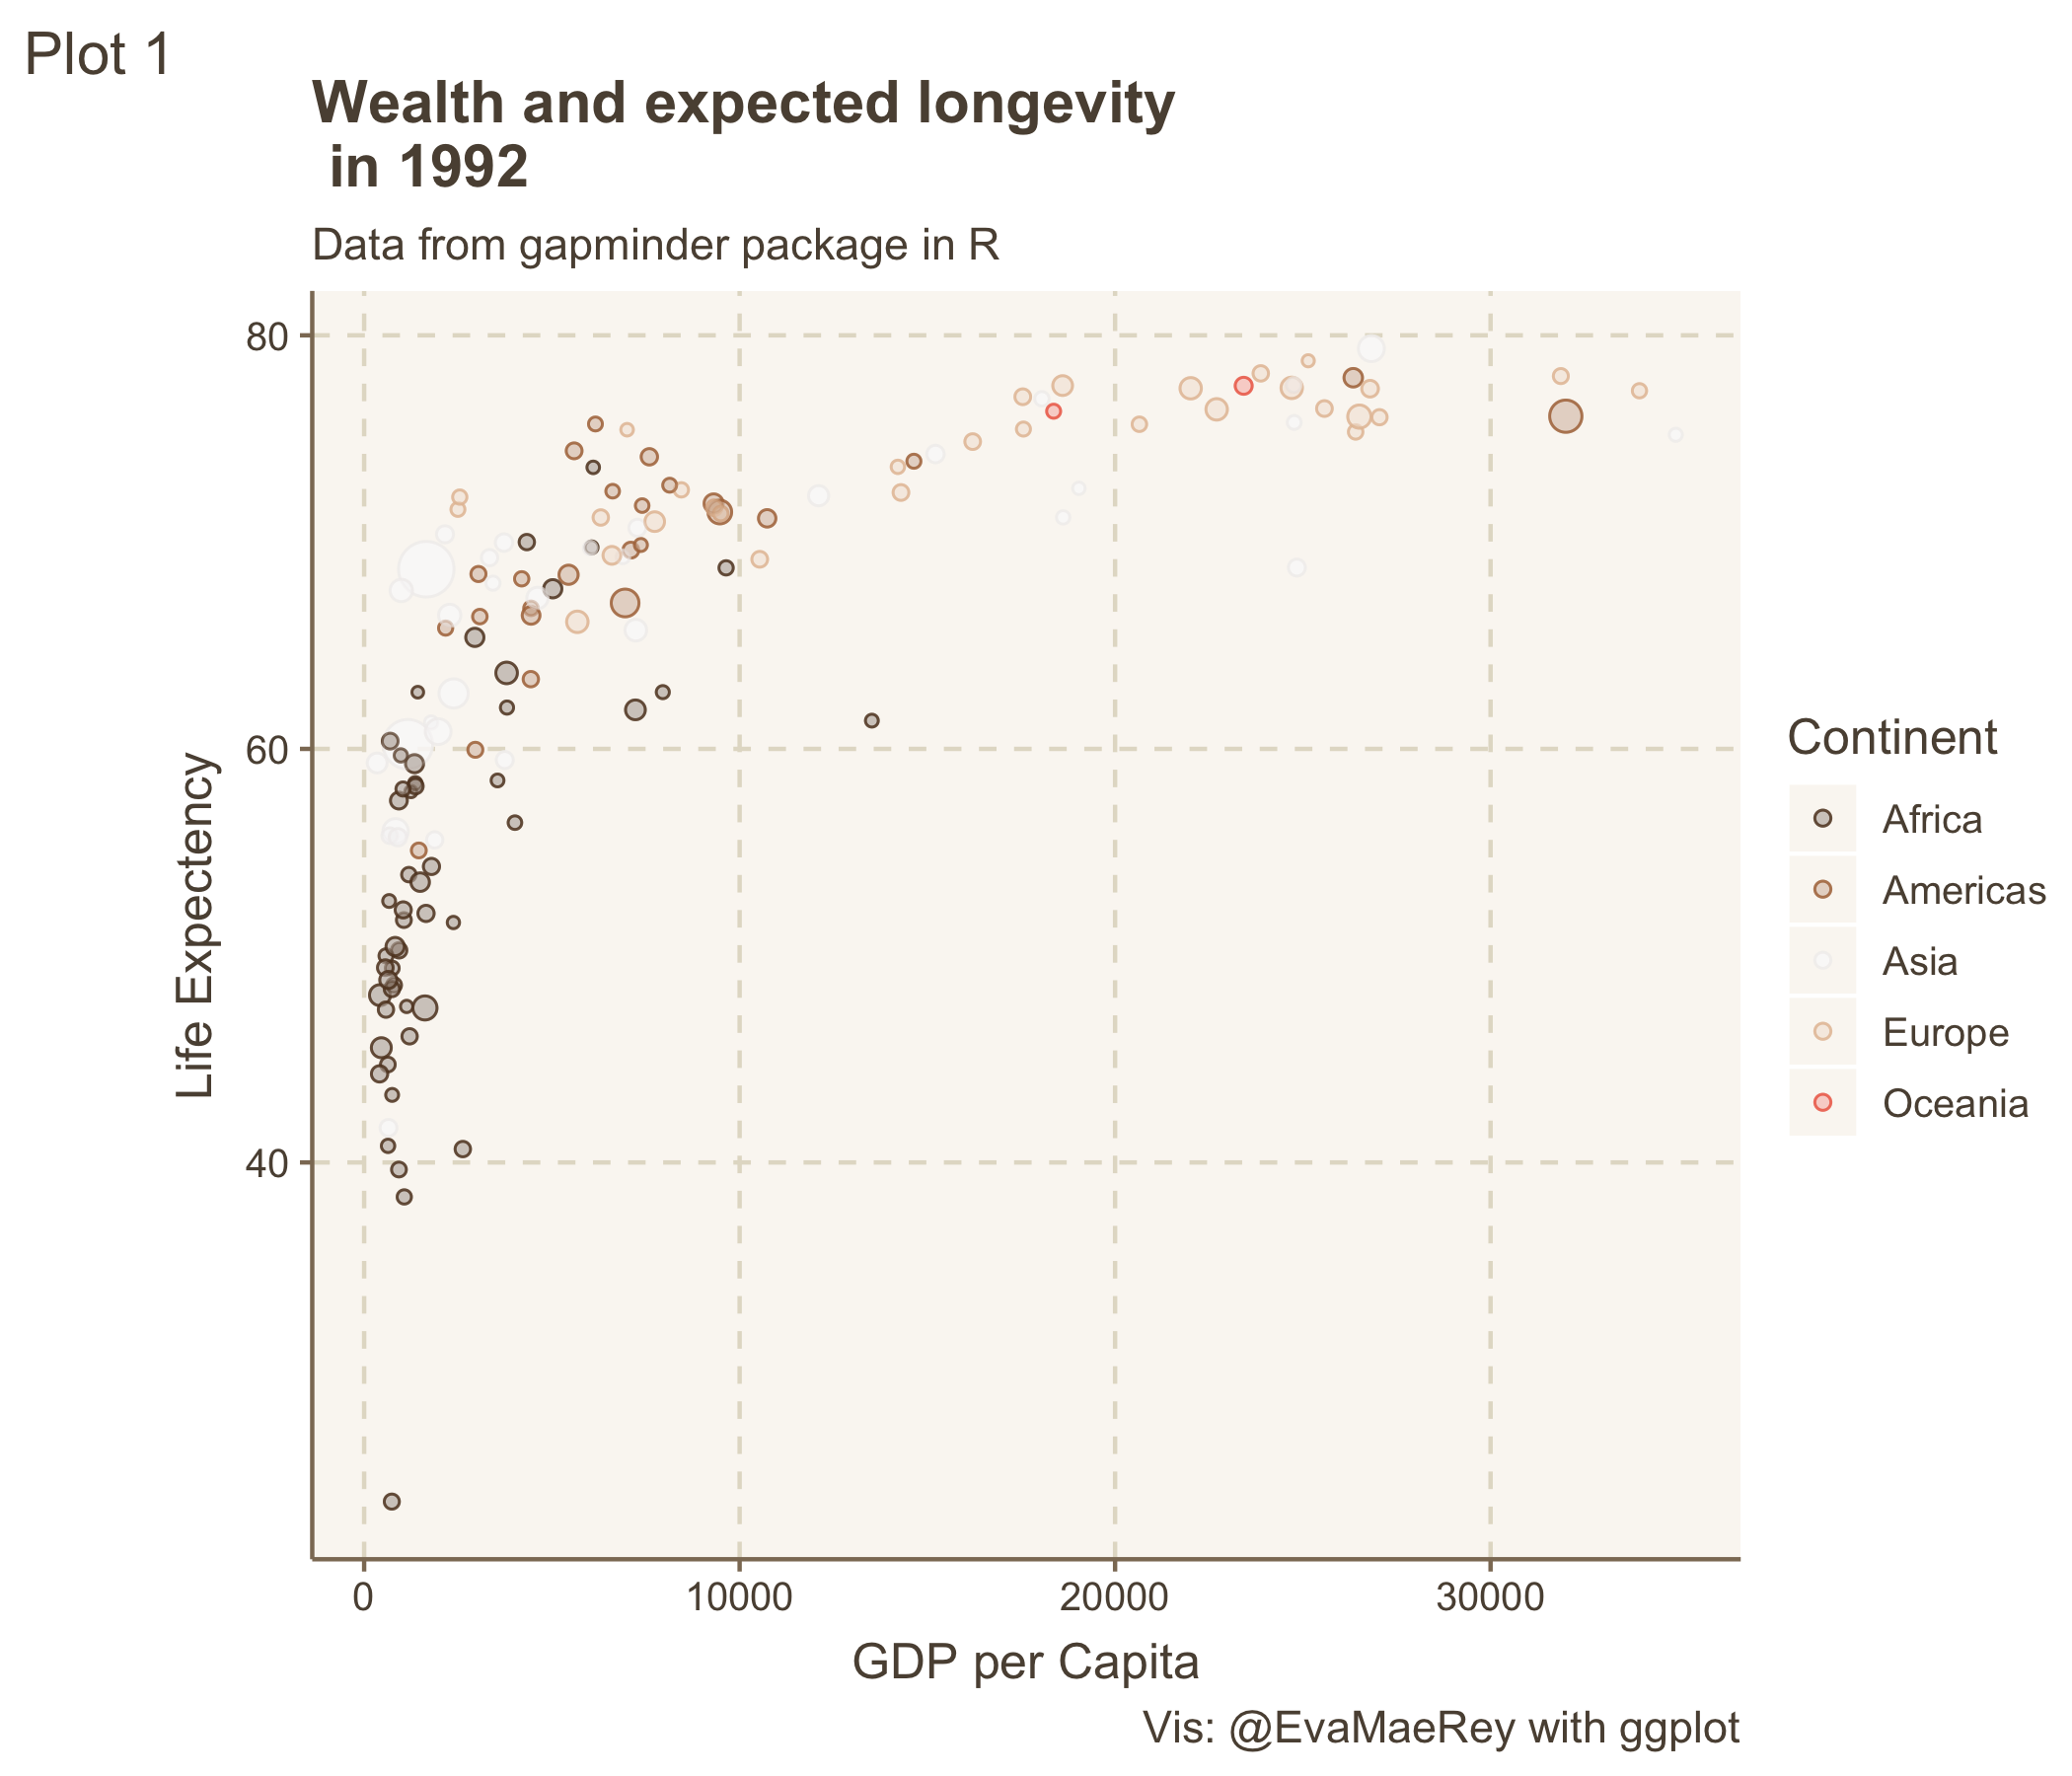 Plot 1
Wealth and expected longevity
in 1992
Data from gapminder package in R
80
60
40
Life Expectency
0
10000
20000
30000
GDP per Capita
Continent
Africa
Americas
Asia
Europe
Oceania
Vis: @EvaMaeRey with ggplot